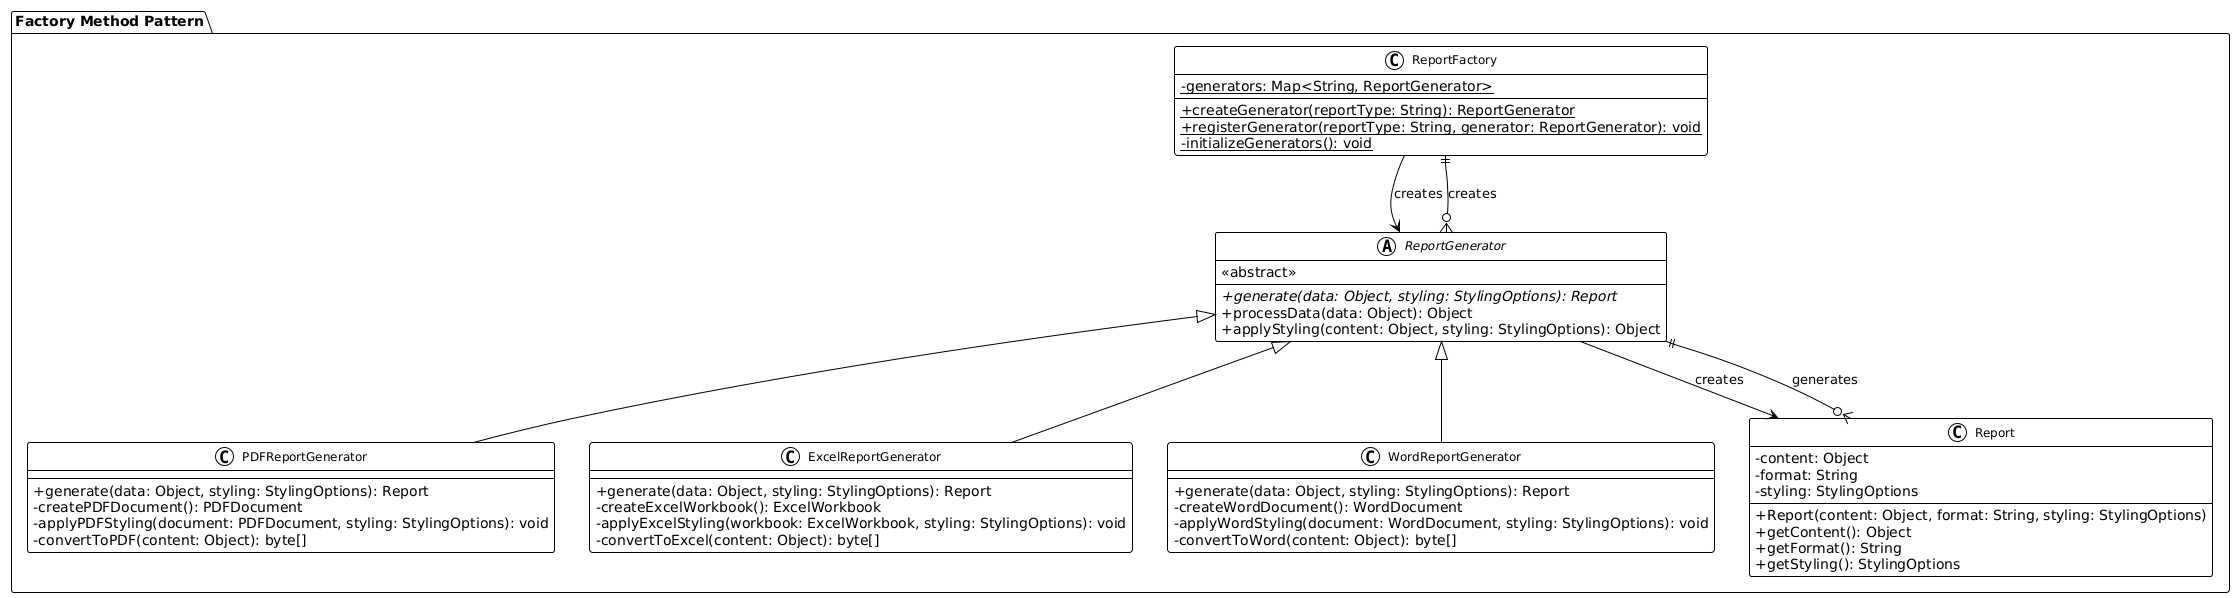 Factory Method Pattern
C ReportFactory
-generators: Map<String, ReportGenerator>
+createGenerator(reportType: String): ReportGenerator
+registerGenerator(reportType: String, generator: ReportGenerator): void
-initializeGenerators(): void
creates
creates
A ReportGenerator
«abstract»
+generate(data: Object, styling: StylingOptions): Report
+processData(data: Object): Object
+applyStyling(content: Object, styling: StylingOptions): Object
creates
generates
C PDFReportGenerator
+generate(data: Object, styling: StylingOptions): Report
-createPDFDocument(): PDFDocument
-applyPDFStyling(document: PDFDocument, styling: StylingOptions): void
-convertToPDF(content: Object): byte[]
C ExcelReportGenerator
+generate(data: Object, styling: StylingOptions): Report
-createExcelWorkbook(): ExcelWorkbook
-applyExcelStyling(workbook: ExcelWorkbook, styling: StylingOptions): void
-convertToExcel(content: Object): byte[]
C WordReportGenerator
+generate(data: Object, styling: StylingOptions): Report
-createWordDocument(): WordDocument
-applyWordStyling(document: WordDocument, styling: StylingOptions): void
-convertToWord(content: Object): byte[]
C Report
-content: Object
-format: String
-styling: StylingOptions
+Report(content: Object, format: String, styling: StylingOptions)
+getContent(): Object
+getFormat(): String
+getStyling(): StylingOptions